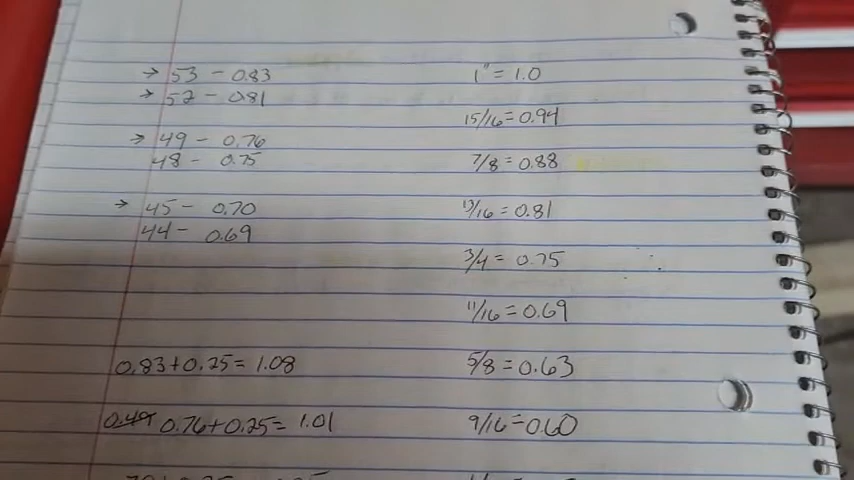 → 53 - 0.83
→ 52 - 0.81
→ 49 - 0.76
48 - 0.75
→ 45 - 0.70
44 - 0.69
0.83+0.25= 1.08
0.49 0.76+0.25= 1.01
1" = 1.0
15/16=0.94
7/8=0.88
13/16=0.81
3/4= 0.75
11/16=0.69
5/8=0.63
9/16=0.60